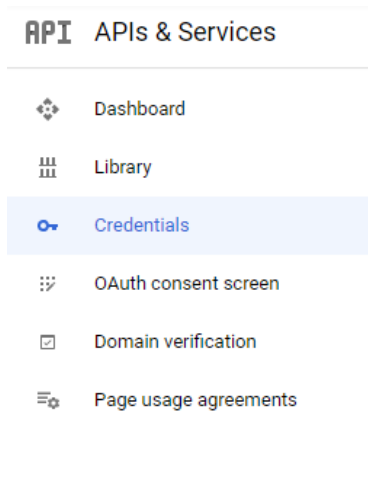 API APIs & Services
Dashboard
Library
Credentials
OAuth consent screen
Domain verification
Page usage agreements